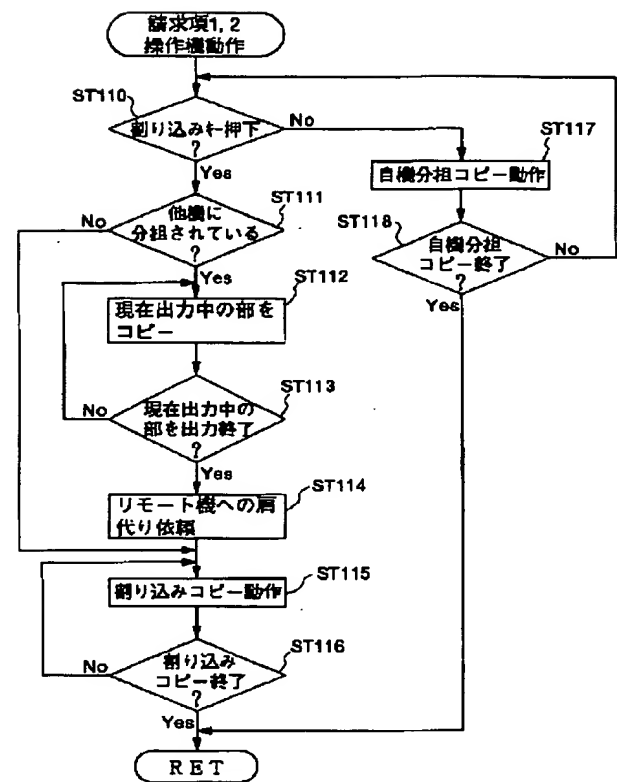 請求項1, 2
操作機動作
ST110
割り込みキー押下
?
No
Yes
ST117
自機分担コピー動作
ST111
他機に
分担されている
?
No
Yes
ST118
自機分担
コピー終了
?
No
Yes
ST112
現在出力中の部を
コピー
ST113
現在出力中の
部を出力終了
?
No
Yes
ST114
リモート機への肩
代り依頼
ST115
割り込みコピー動作
ST116
割り込み
コピー終了
?
No
Yes
RET